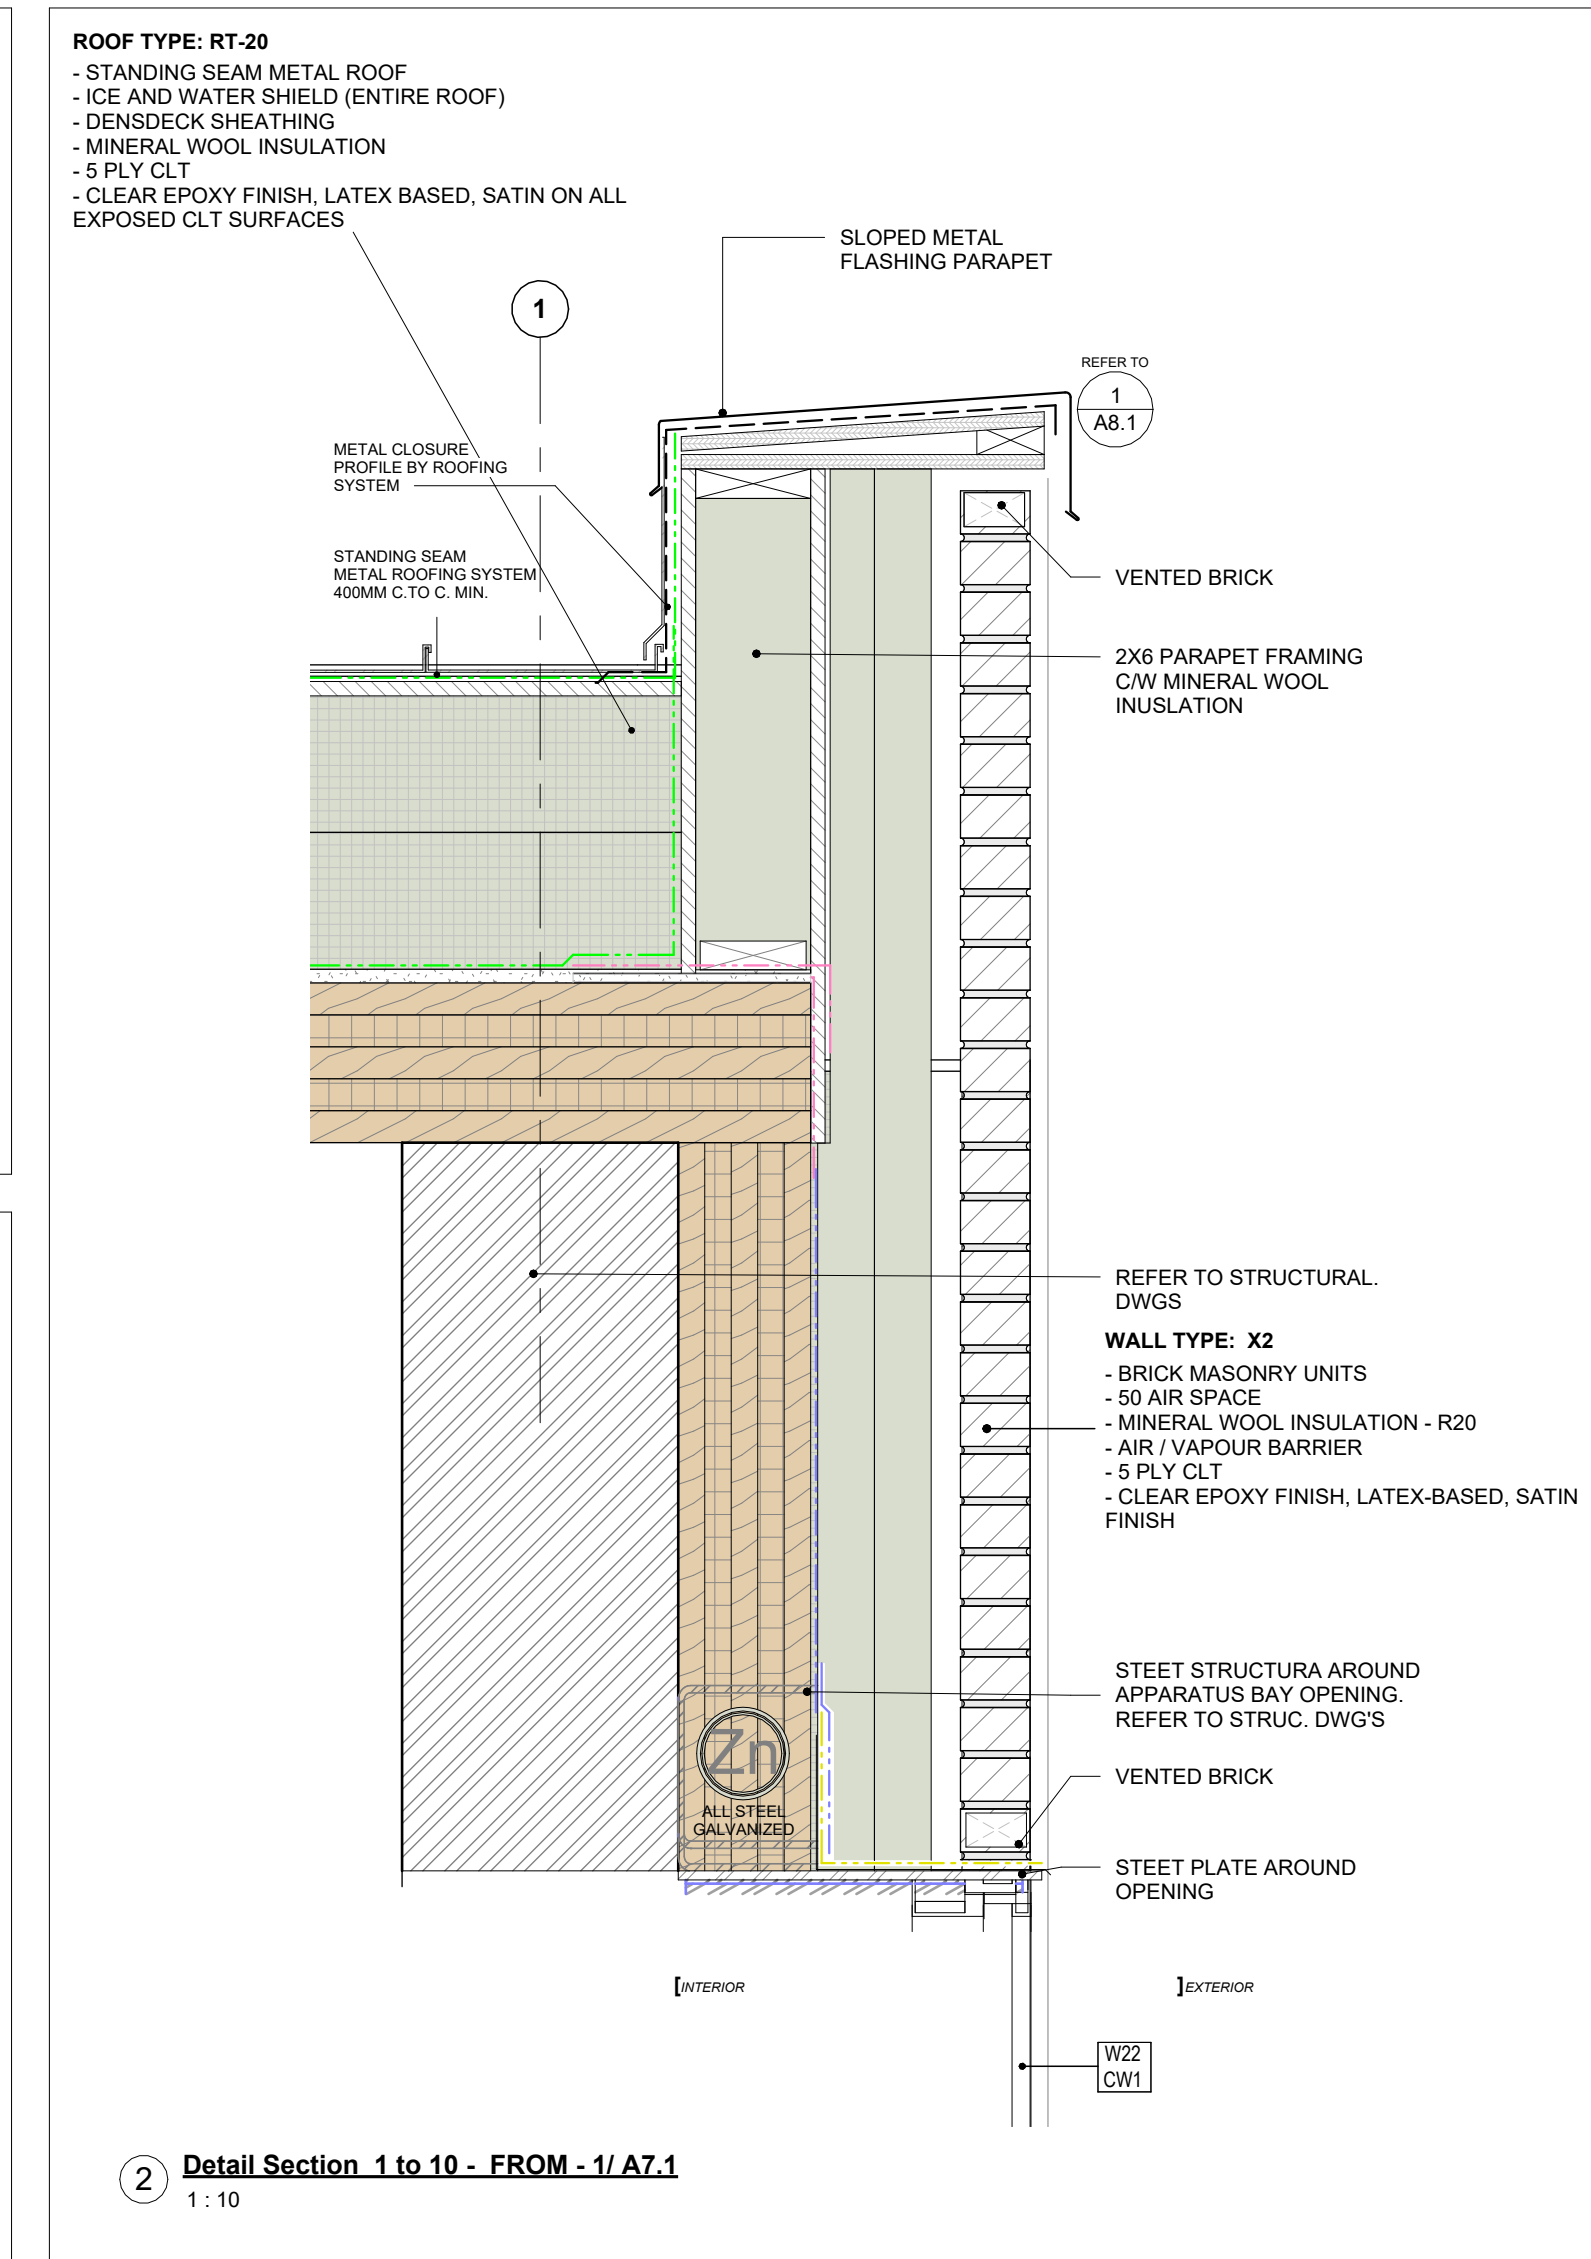 ROOF TYPE: RT-20
- STANDING SEAM METAL ROOF
- ICE AND WATER SHIELD (ENTIRE ROOF)
- DENSDECK SHEATHING
- MINERAL WOOL INSULATION
- 5 PLY CLT
- CLEAR EPOXY FINISH, LATEX BASED, SATIN ON ALL
EXPOSED CLT SURFACES
SLOPED METAL
FLASHING PARAPET
1
REFER TO
1
A8.1
METAL CLOSURE
PROFILE BY ROOFING
SYSTEM
STANDING SEAM
METAL ROOFING SYSTEM
400MM C.TO C. MIN.
VENTED BRICK
2X6 PARAPET FRAMING
C/W MINERAL WOOL
INUSLATION
REFER TO STRUCTURAL.
DWGS
WALL TYPE: X2
- BRICK MASONRY UNITS
- 50 AIR SPACE
- MINERAL WOOL INSULATION - R20
- AIR / VAPOUR BARRIER
- 5 PLY CLT
- CLEAR EPOXY FINISH, LATEX-BASED, SATIN
FINISH
STEET STRUCTURA AROUND
APPARATUS BAY OPENING.
REFER TO STRUC. DWG'S
Zn
ALL STEEL
GALVANIZED
VENTED BRICK
STEET PLATE AROUND
OPENING
[INTERIOR
]EXTERIOR
W22
CW1
2
Detail Section 1 to 10 - FROM - 1/ A7.1
1 : 10